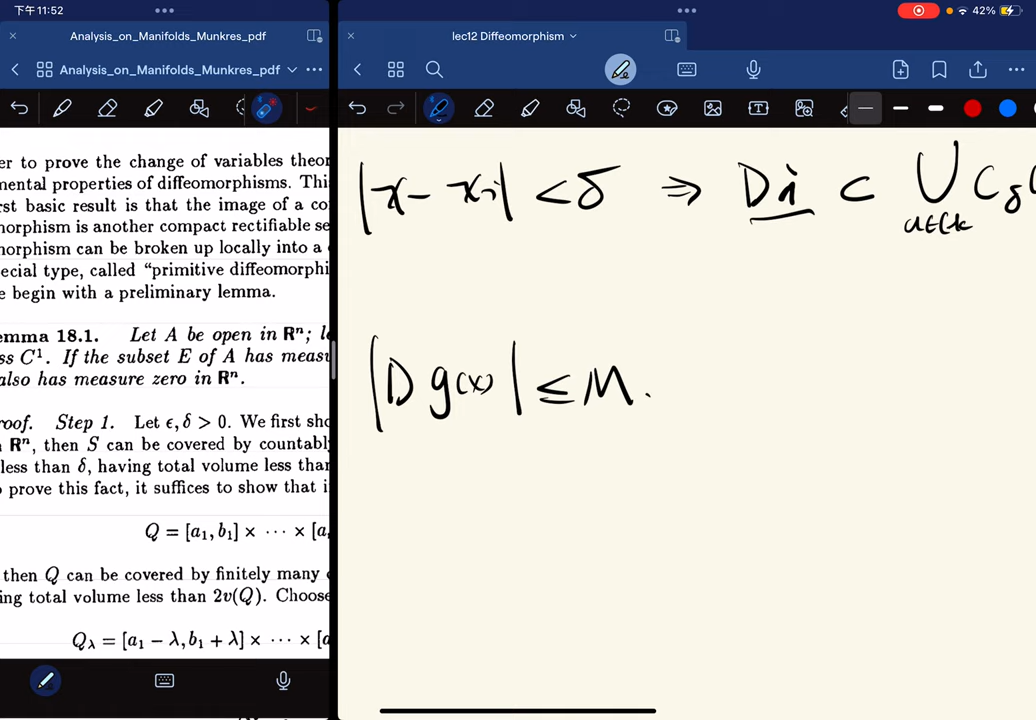 下午11:52
42%
Analysis_on_Manifolds_Munkres_pdf
Analysis_on_Manifolds_Munkres_pdf
er to prove the change of variables theor
mental properties of diffeomorphisms. Thi
rst basic result is that the image of a co
morphism is another compact rectifiable se
morphism can be broken up locally into a
ecial type, called “primitive diffeomorphi
e begin with a preliminary lemma.
emma 18.1. Let A be open in Rⁿ; le
ss C¹. If the subset E of A has measu
also has measure zero in Rⁿ.
roof. Step 1. Let ϵ, δ > 0. We first sho
n Rⁿ, then S can be covered by countabl
less than δ, having total volume less than
o prove this fact, it suffices to show that i
Q = [a₁, b₁] × ⋯ × [a
then Q can be covered by finitely many
ing total volume less than 2v(Q). Choose
Q_λ = [a₁ − λ, b₁ + λ] × ⋯ × [a
lec12 Diffeomorphism
⇒ Di ⊂ ⋃ C_δ(
|D g(x)| ≤ M.